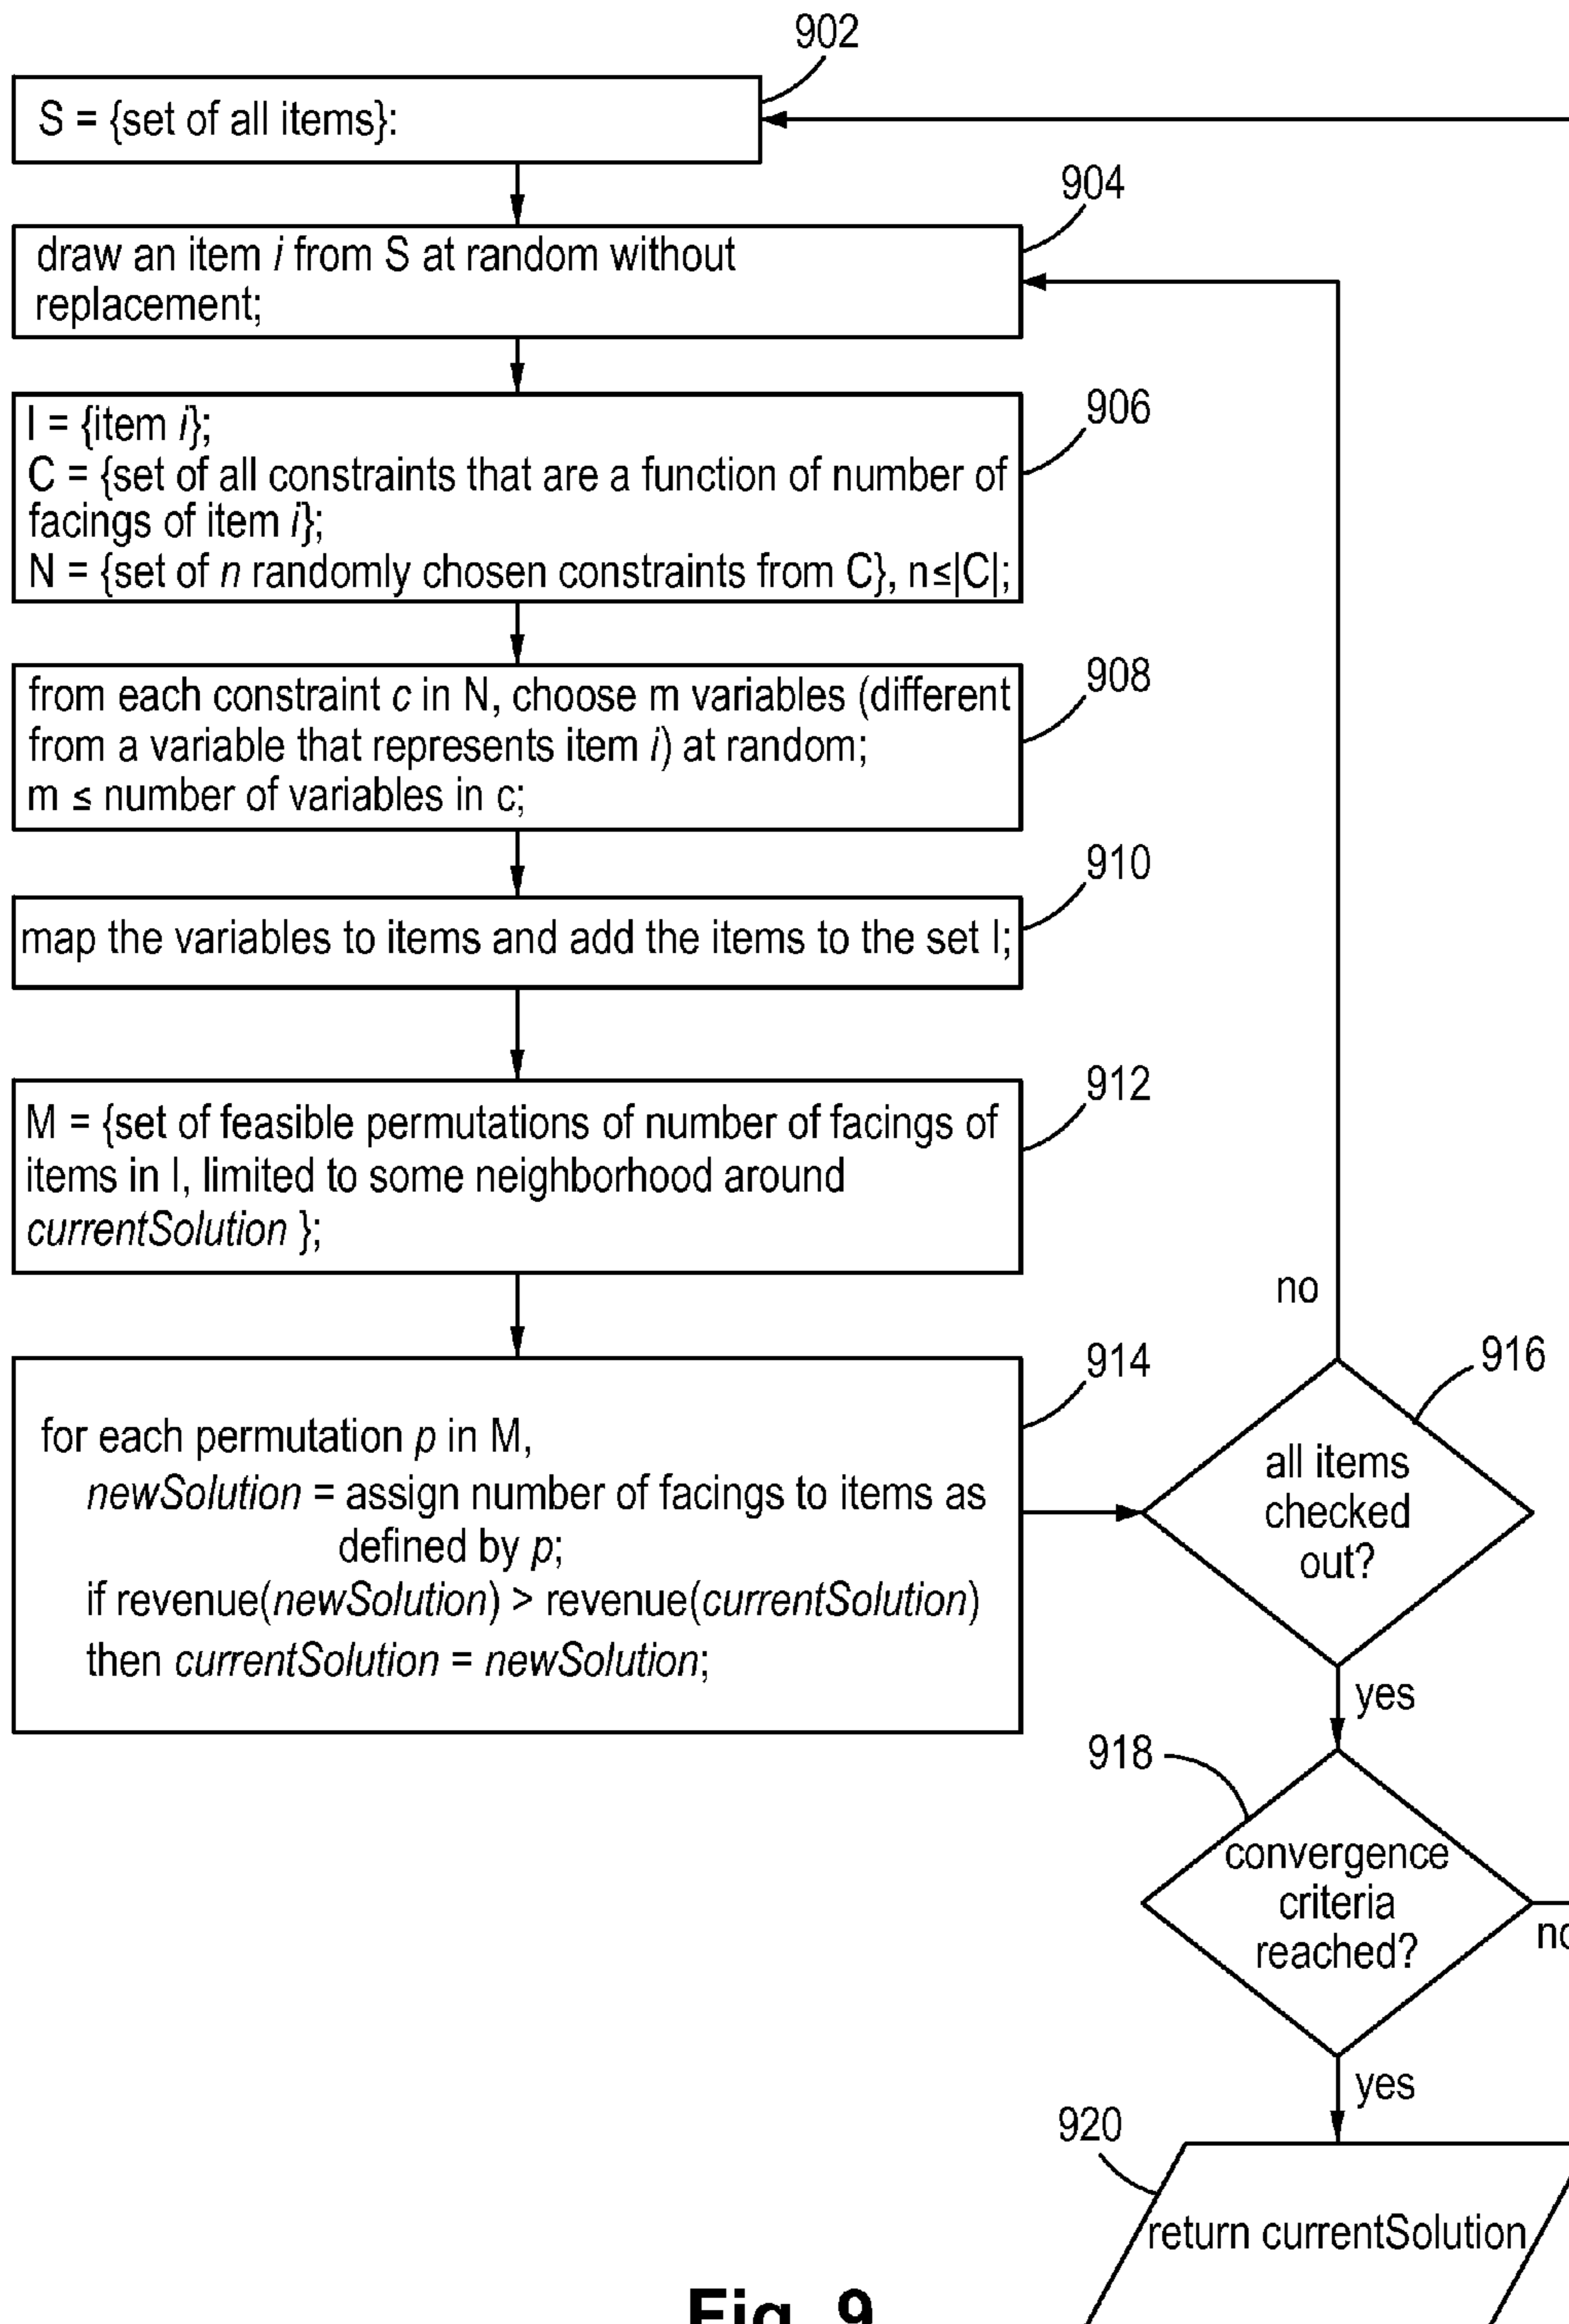 902
S = {set of all items}:
904
draw an item i from S at random without
replacement;
906
I = {item i};
C = {set of all constraints that are a function of number of
facings of item i};
N = {set of n randomly chosen constraints from C}, n≤|C|;
908
from each constraint c in N, choose m variables (different
from a variable that represents item i) at random;
m ≤ number of variables in c;
910
map the variables to items and add the items to the set I;
912
M = {set of feasible permutations of number of facings of
items in I, limited to some neighborhood around
currentSolution };
914
for each permutation p in M,
newSolution = assign number of facings to items as
defined by p;
if revenue(newSolution) > revenue(currentSolution)
then currentSolution = newSolution;
no
916
all items
checked
out?
yes
918
convergence
criteria
reached?
no
yes
920
return currentSolution
Fig. 9